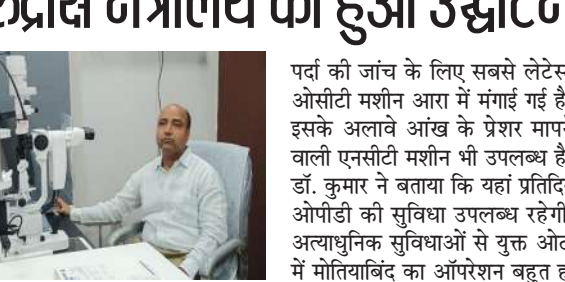 नेत्रालय का हुआ उद्घाटन
पर्दा की जांच के लिए सबसे
ओसीटी मशीन आरा में मंगाई गई है
इसके अलावे आंख के प्रेशर मापने
वाली एनसीटी मशीन भी उपलब्ध है
डॉ. कुमार ने बताया कि यहां
ओपीडी की सुविधा उपलब्ध रहेगी
अत्याधुनिक सुविधाओं से युक्त
में मोतियाबिंद का ऑपरेशन बहुत